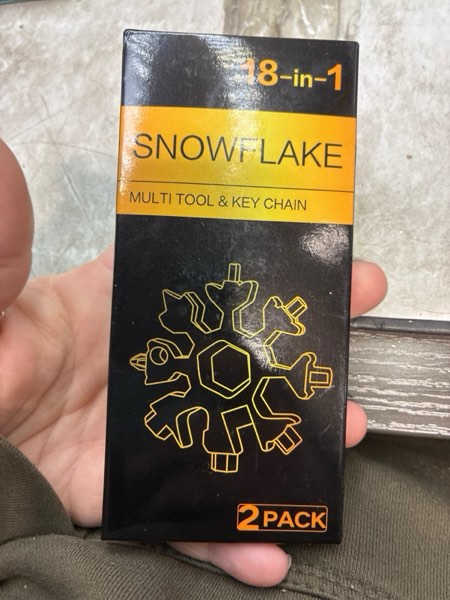 18-in-1
SNOWFLAKE
MULTI TOOL & KEY CHAIN
2 PACK